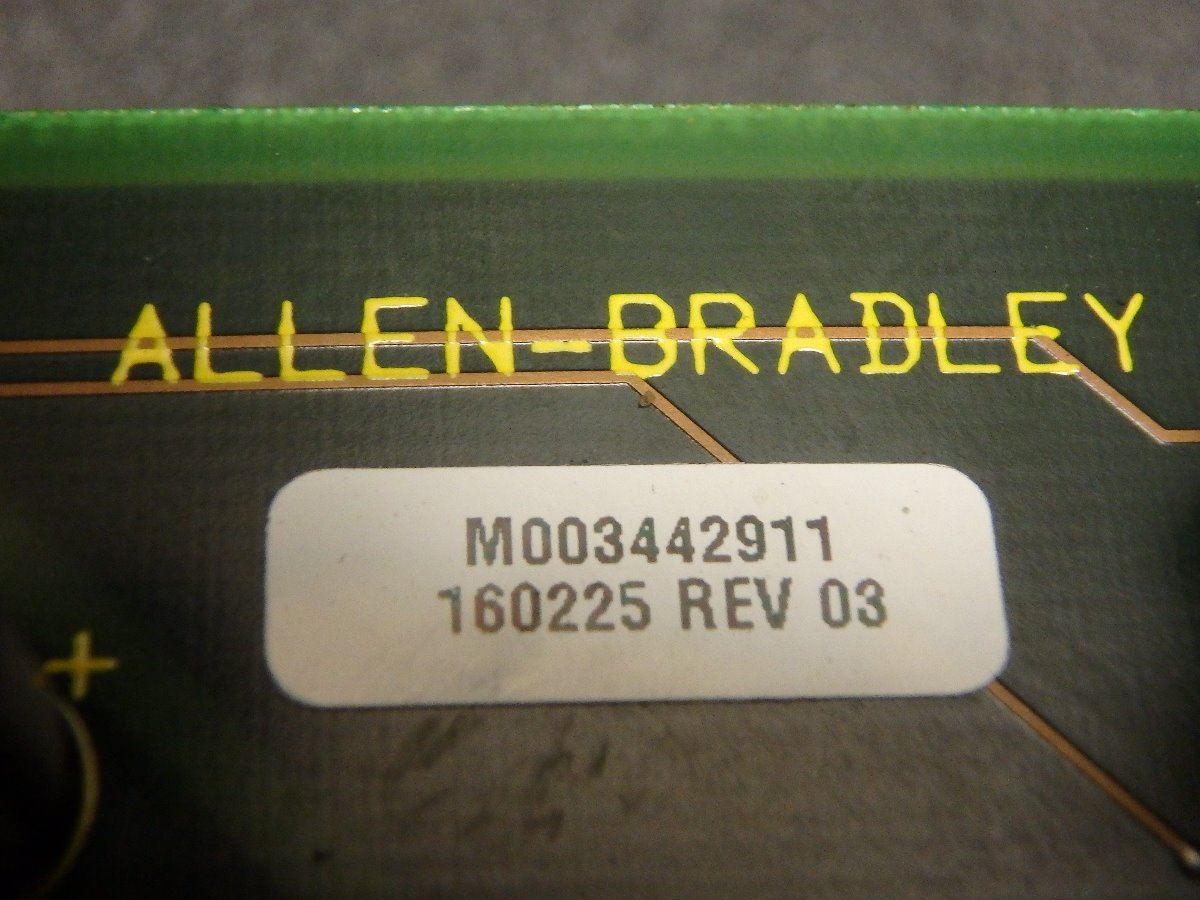 ALLEN-BRADLEY
M003442911
160225 REV 03
+